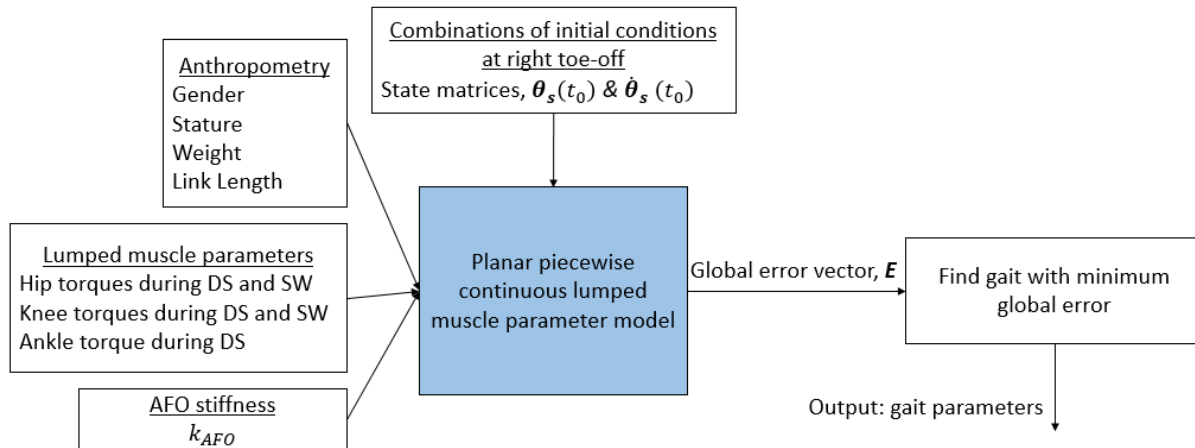 Combinations of initial conditions
at right toe-off
State matrices, 𝜽𝒔(𝑡0) & 𝜽̇𝒔 (𝑡0)
Anthropometry
Gender
Stature
Weight
Link Length
Lumped muscle parameters
Hip torques during DS and SW
Knee torques during DS and SW
Ankle torque during DS
AFO stiffness
𝑘𝐴𝐹𝑂
Planar piecewise
continuous lumped
muscle parameter model
Global error vector, 𝑬
Find gait with minimum
global error
Output: gait parameters